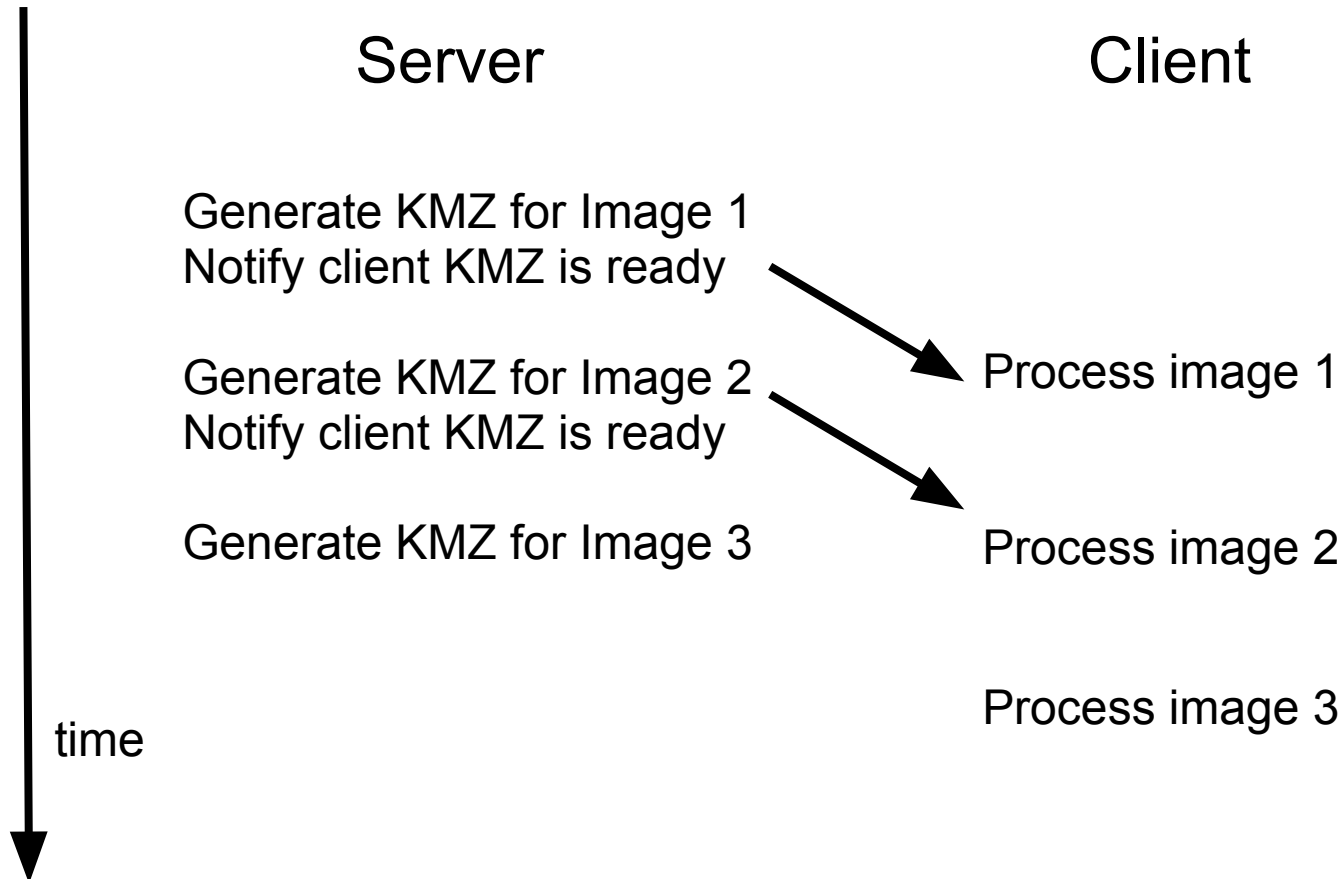 Server
Client
Generate KMZ for Image 1
Notify client KMZ is ready
Process image 1
Generate KMZ for Image 2
Notify client KMZ is ready
Generate KMZ for Image 3
Process image 2
Process image 3
time